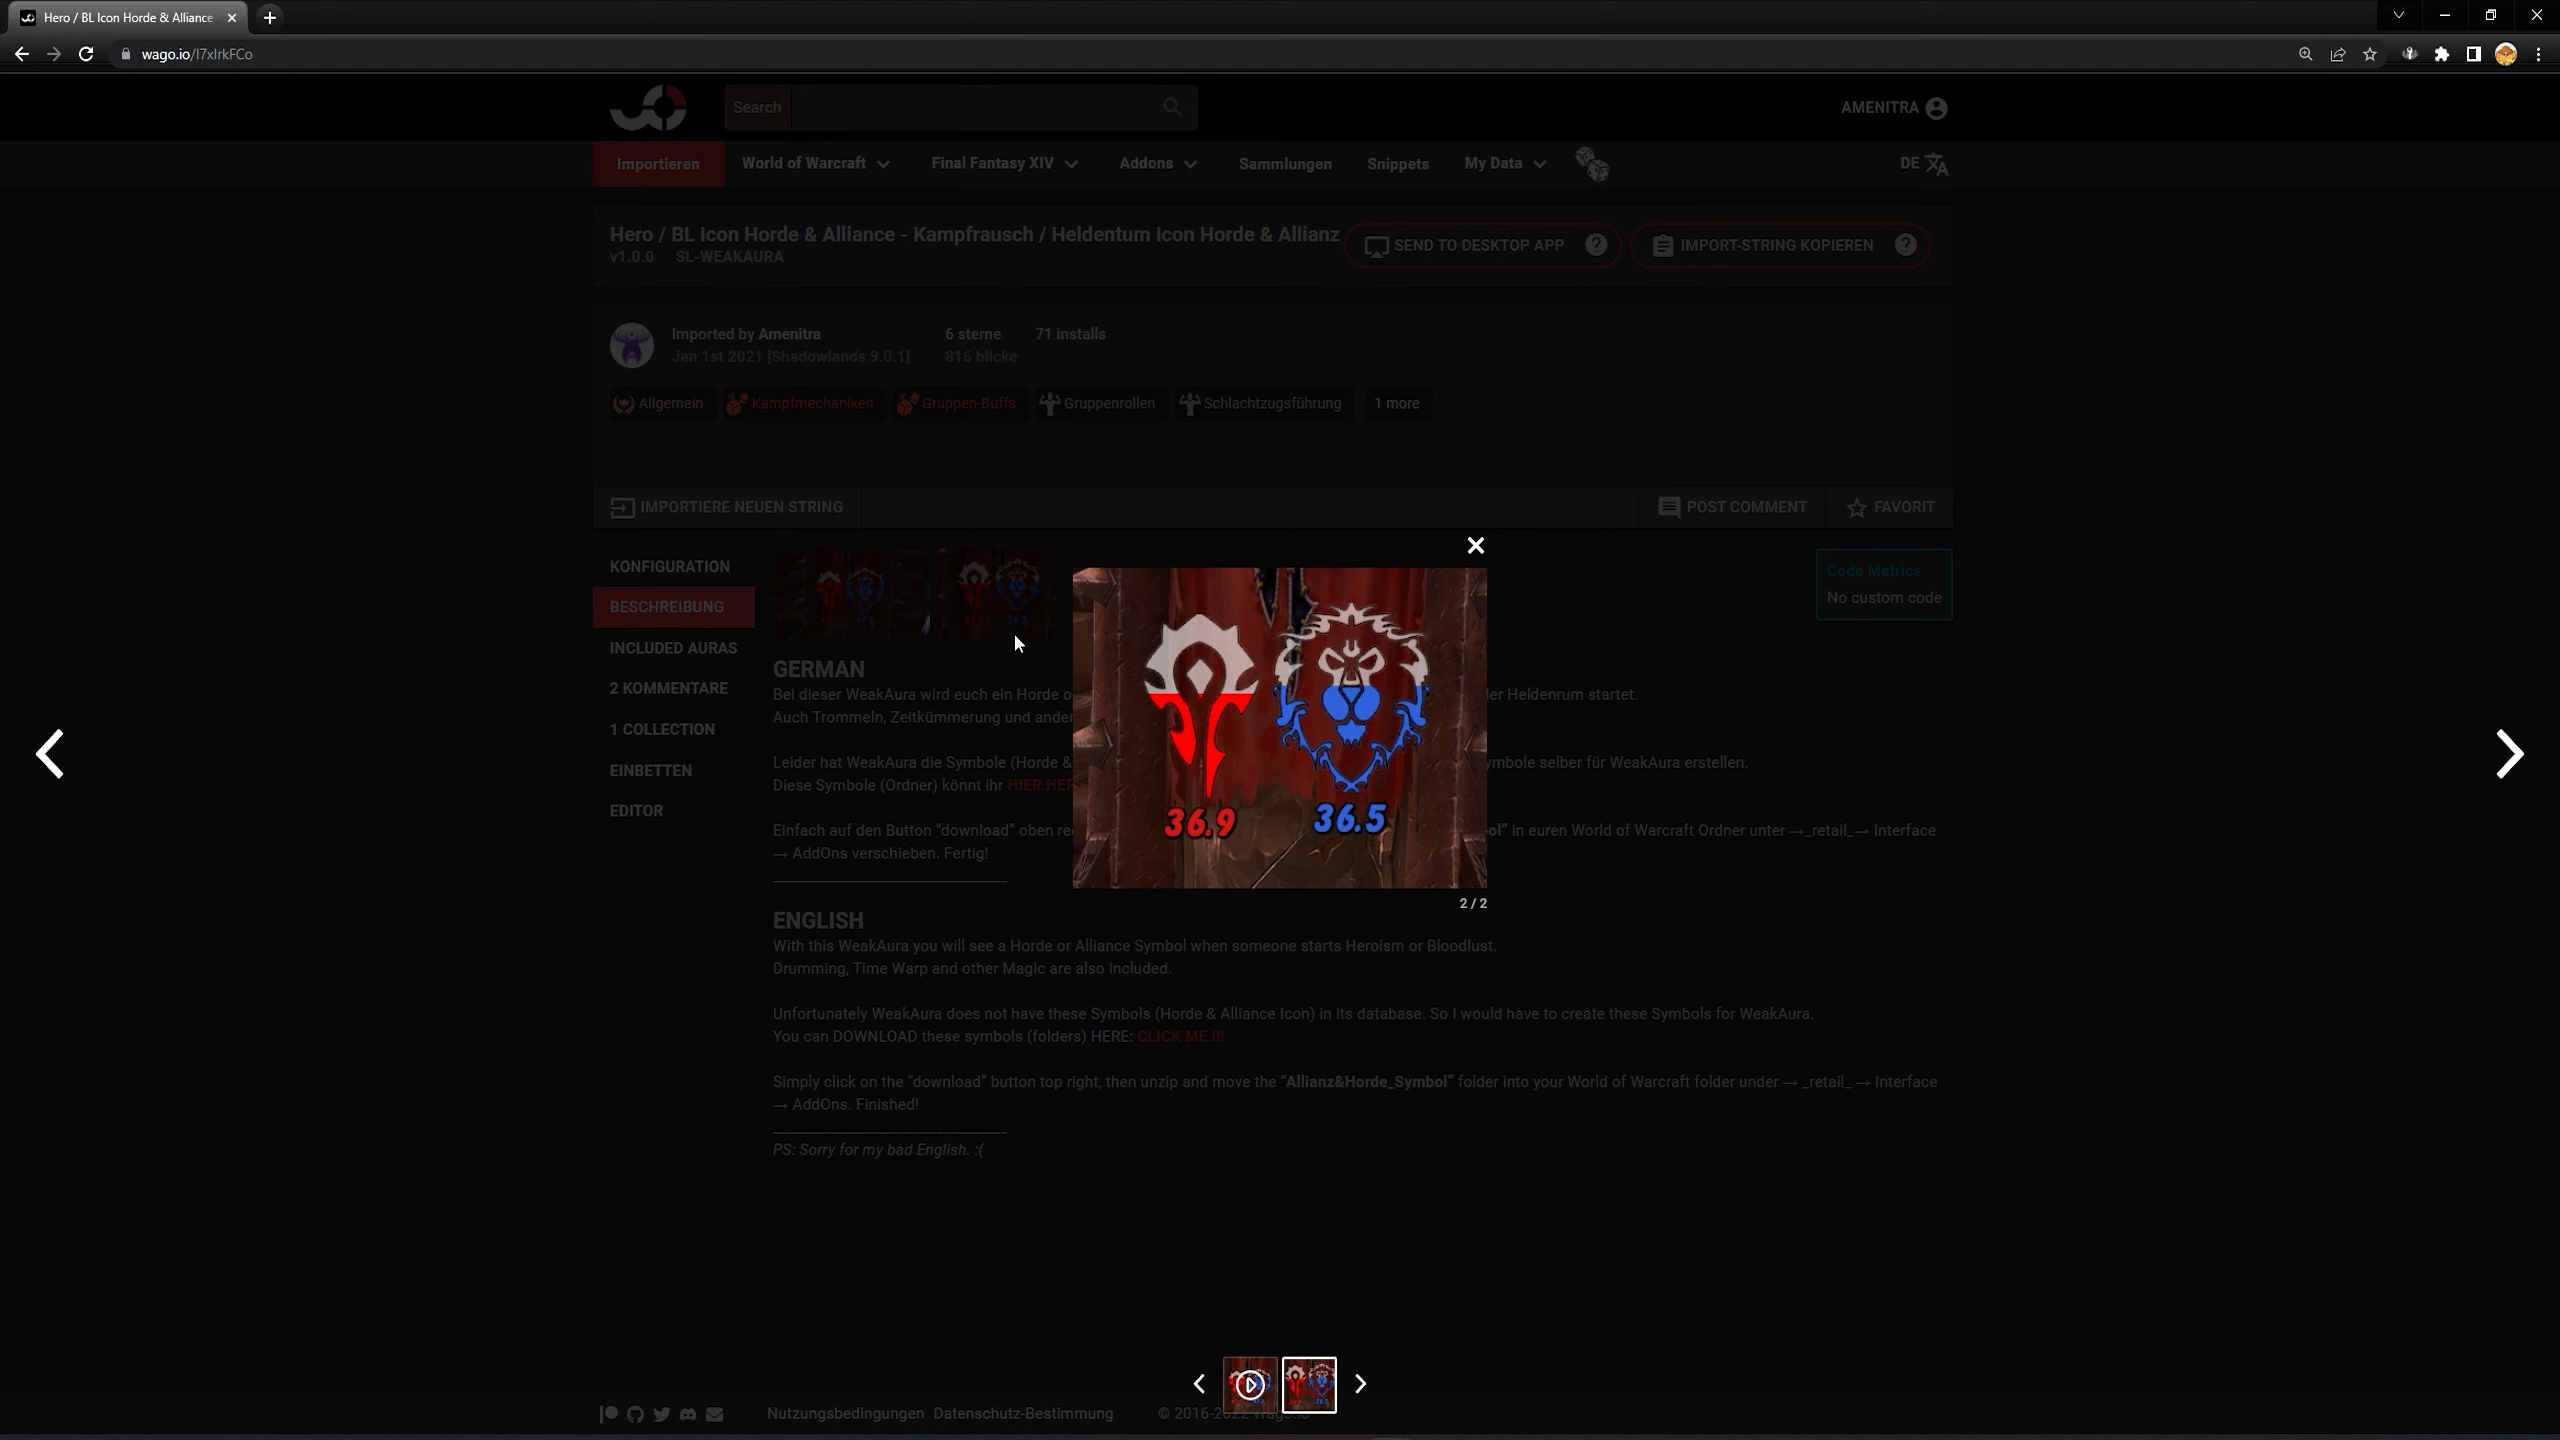 Hero / BL Icon Horde & Alliance
wago.io/I7xIrkFCo
Search
AMENITRA
Importieren
World of Warcraft
Final Fantasy XIV
Addons
Sammlungen
Snippets
My Data
DE
Hero / BL Icon Horde & Alliance - Kampfrausch / Heldentum Icon Horde & Allianz
v1.0.0 SL-WEAKAURA
SEND TO DESKTOP APP
IMPORT-STRING KOPIEREN
Imported by Amenitra
Jan 1st 2021 [Shadowlands 9.0.1]
6 sterne
71 installs
816 blicke
Allgemein
Kampfmechaniken
Gruppen-Buffs
Gruppenrollen
Schlachtzugsführung
1 more
IMPORTIERE NEUEN STRING
POST COMMENT
FAVORIT
KONFIGURATION
BESCHREIBUNG
INCLUDED AURAS
2 KOMMENTARE
1 COLLECTION
EINBETTEN
EDITOR
Code Metrics
No custom code
36.9
36.5
2 / 2
GERMAN
Bei dieser WeakAura wird euch ein Horde Heldenrum startet.
Auch Trommeln, Zeitkümmerung und
Leider hat WeakAura die Symbole (Horde & selber für WeakAura erstellen.
Diese Symbole (Ordner) könnt ihr HIER
Einfach auf den Button "download" oben in euren World of Warcraft Ordner unter →_retail_→ Interface
→ AddOns verschieben. Fertig!
ENGLISH
With this WeakAura you will see a Horde or Alliance Symbol when someone starts Heroism or Bloodlust.
Drumming, Time Warp and other Magic are also included.
Unfortunately WeakAura does not have these Symbols (Horde & Alliance Icon) in its database. So I would have to create these Symbols for WeakAura.
You can DOWNLOAD these symbols (folders) HERE: CLICK ME !!!
Simply click on the "download" button top right, then unzip and move the "Allianz&Horde_Symbol" folder into your World of Warcraft folder under → _retail_ → Interface
→ AddOns. Finished!
PS: Sorry for my bad English. :(
Nutzungsbedingungen
Datenschutz-Bestimmung
© 2016-2022